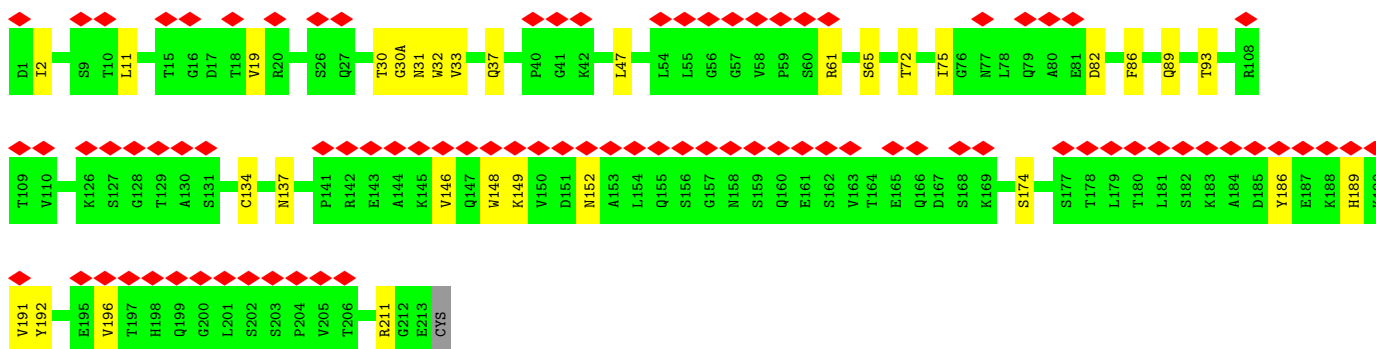 D1 I2 S9 T10 L11 T15 G16 D17 T18 V19 R20 S26 Q27 T30 G30A N31 W32 V33 Q37 P40 G41 K42 L47 L54 L55 G56 G57 V58 P59 S60 R61 S65 T72 I75 G76 N77 L78 Q79 A80 E81 D82 F86 Q89 T93 R108
T109 V110 K126 S127 G128 T129 A130 S131 C134 N137 P141 R142 E143 A144 K145 V146 Q147 W148 K149 V150 D151 N152 A153 L154 Q155 S156 G157 N158 S159 Q160 E161 S162 V163 T164 E165 Q166 D167 S168 K169 S174 S177 T178 L179 T180 L181 S182 K183 A184 D185 Y186 E187 K188 H189
V191 Y192 E195 V196 T197 H198 Q199 G200 L201 S202 S203 P204 V205 T206 R211 G212 E213 CYS